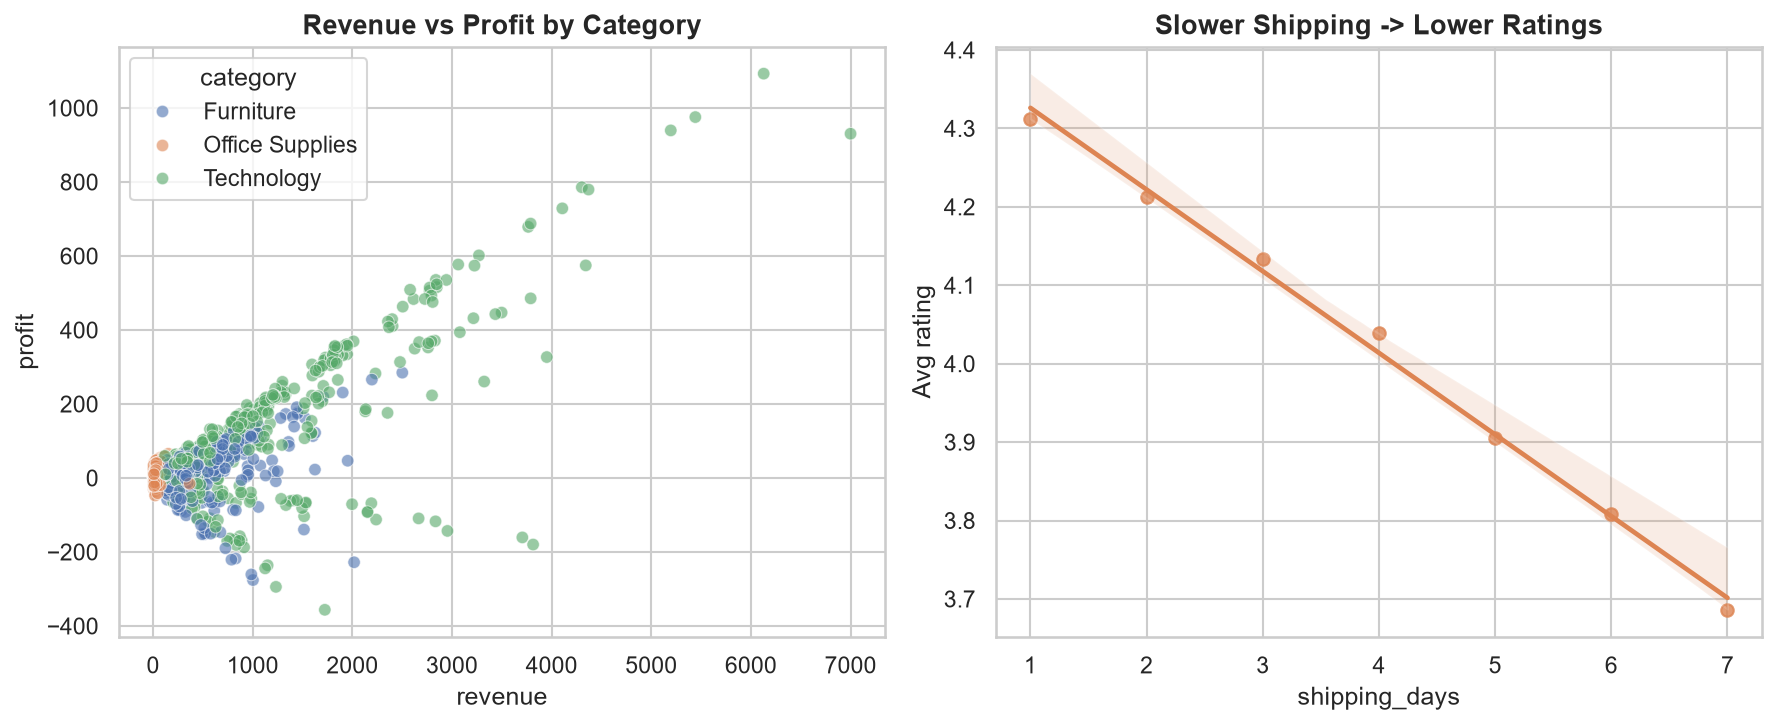 Revenue vs Profit by Category
category
Furniture
Office Supplies
Technology
1000
800
600
400
200
0
−200
−400
profit
0 1000 2000 3000 4000 5000 6000 7000
revenue
Slower Shipping -> Lower Ratings
4.4
4.3
4.2
4.1
4.0
3.9
3.8
3.7
Avg rating
1 2 3 4 5 6 7
shipping_days